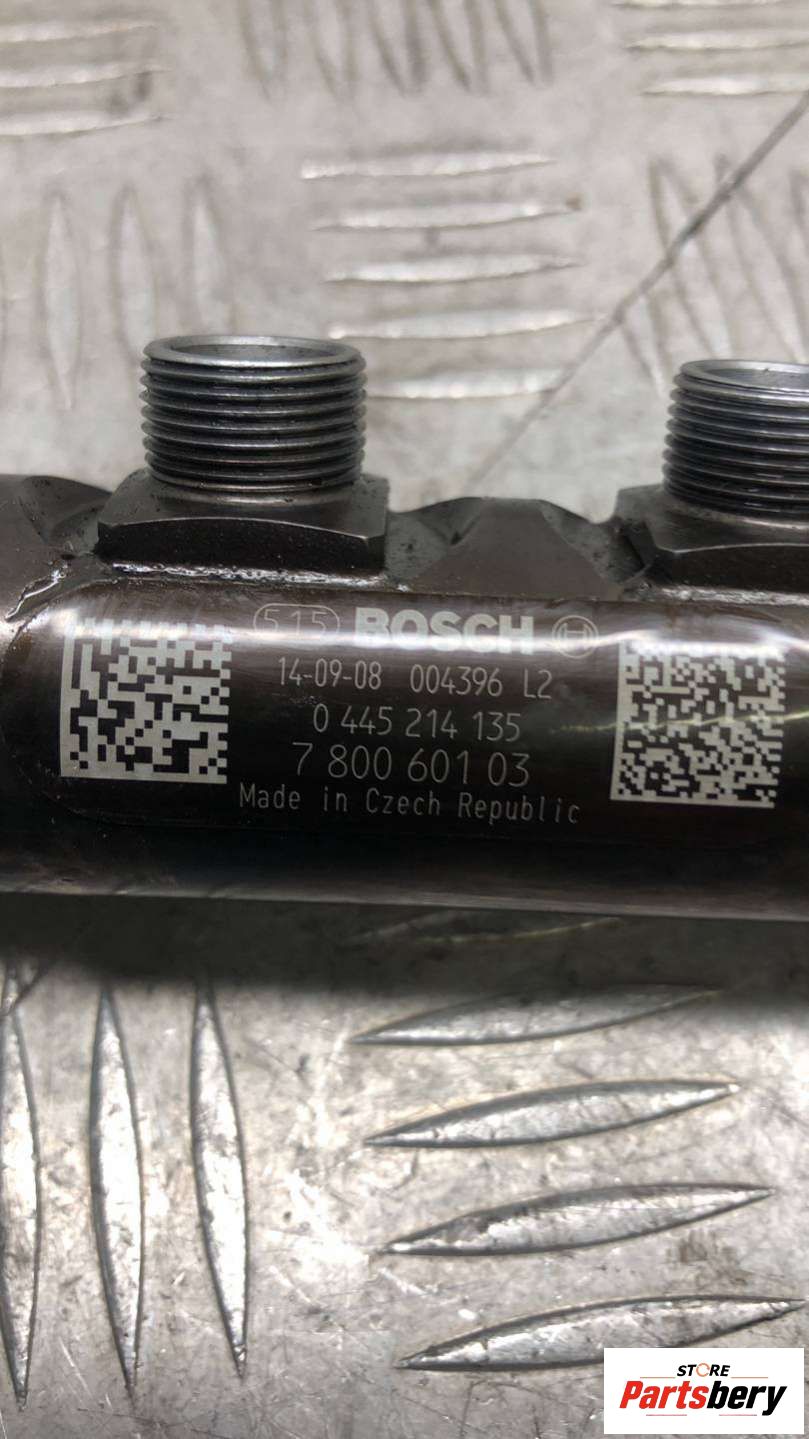 515 BOSCH
14-09-08 004396 L2
0 445 214 135
7 800 601 03
Made in Czech Republic
STORE
Partsbery